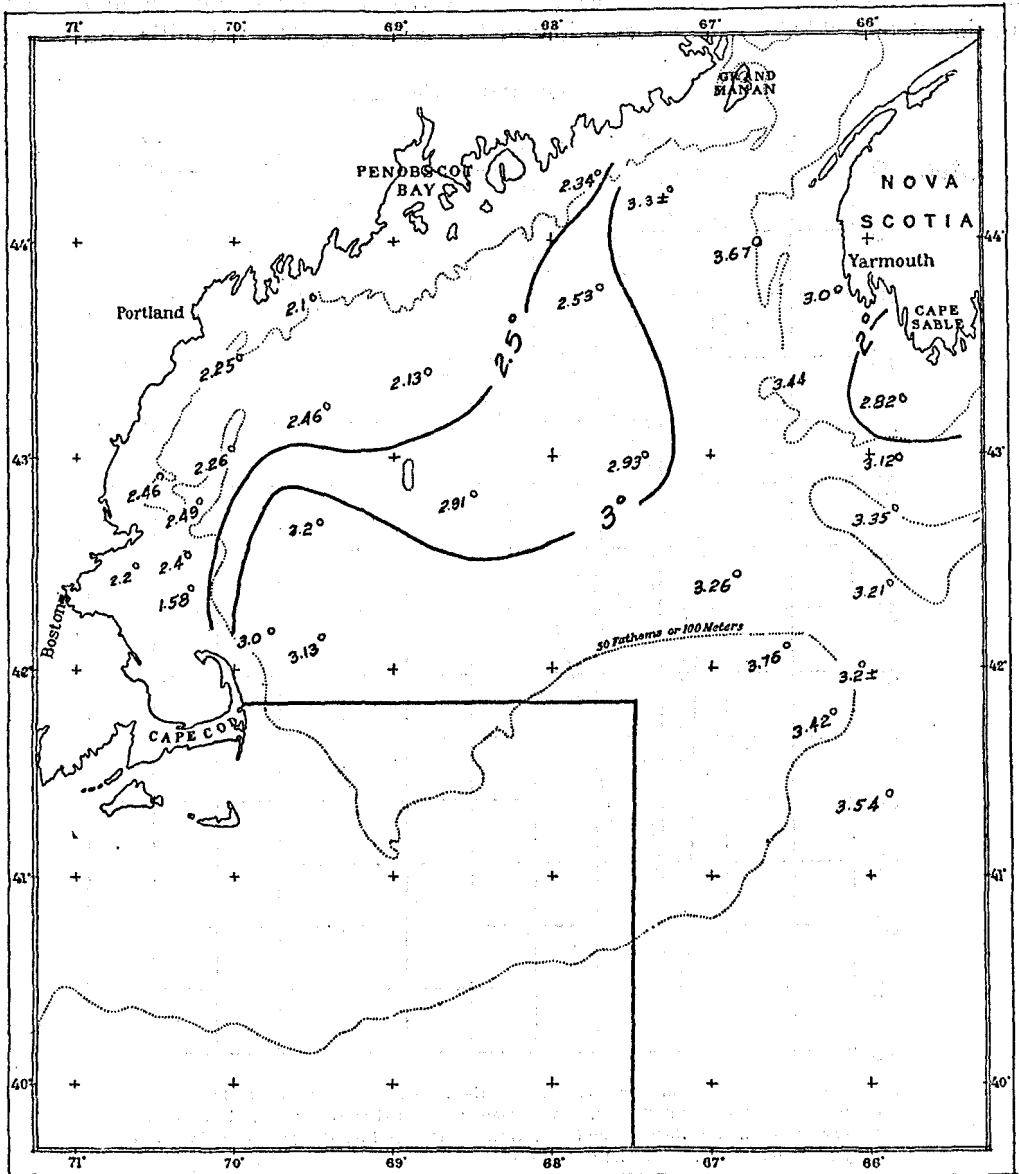 71° 70° 69° 68° 67° 66°
GRAND
MANAN
PENOBSCOT
BAY
2.34°
3.3±°
NOVA
SCOTIA
44° 44°
3.67°
Yarmouth
2.1°
2.53°
3.0°
Portland
CAPE
SABLE
2.5°
2°
2.25°
2.13°
3.44
2.82°
2.46°
43° 43°
2.26°
2.93°
3.12°
2.46°
2.91°
2.49°
3°
3.2°
3.35°
2.2°
2.4°
3.26°
3.21°
1.58°
Boston
3.0°
3.13°
50 Fathoms or 100 Meters
3.76°
42° 42°
3.2±°
CAPE COD
3.42°
3.54°
41° 41°
40° 40°
71° 70° 69° 68° 67° 66°